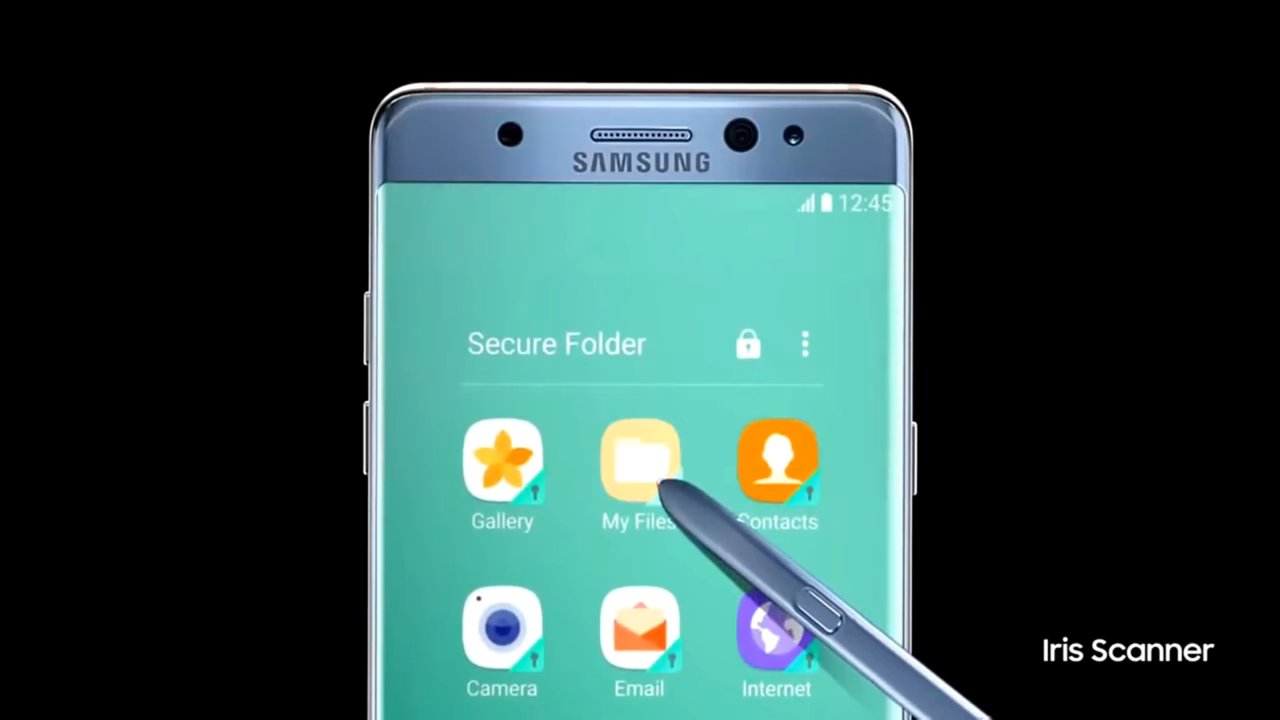 SAMSUNG
12:45
Secure Folder
Gallery
My Files
Contacts
Camera
Email
Internet
Iris Scanner